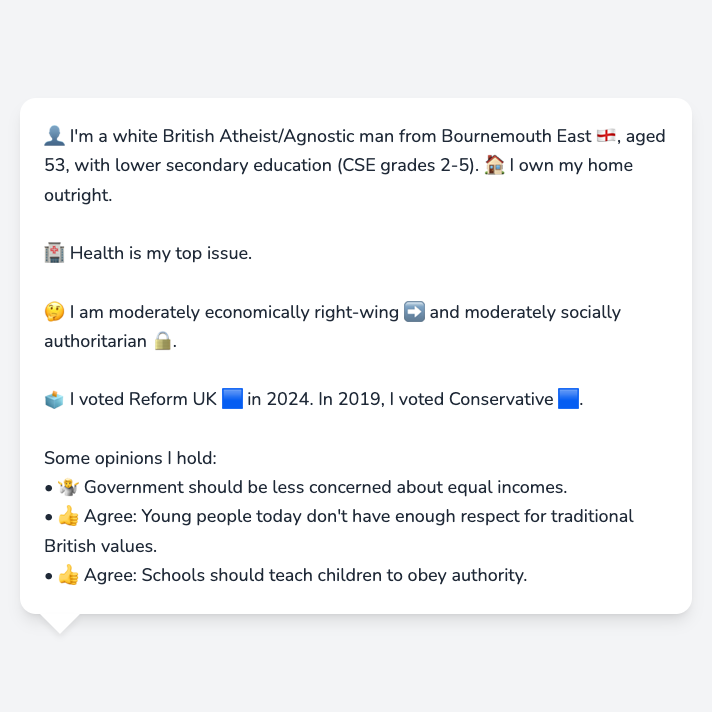 👤 I'm a white British Atheist/Agnostic man from Bournemouth East 🏴󠁧󠁢󠁥󠁮󠁧󠁿, aged
53, with lower secondary education (CSE grades 2-5). 🏠 I own my home
outright.
🏥 Health is my top issue.
🤔 I am moderately economically right-wing ➡️ and moderately socially
authoritarian 🔒.
🗳️ I voted Reform UK 🟦 in 2024. In 2019, I voted Conservative 🟦.
Some opinions I hold:
• 🤷 Government should be less concerned about equal incomes.
• 👍 Agree: Young people today don't have enough respect for traditional
British values.
• 👍 Agree: Schools should teach children to obey authority.